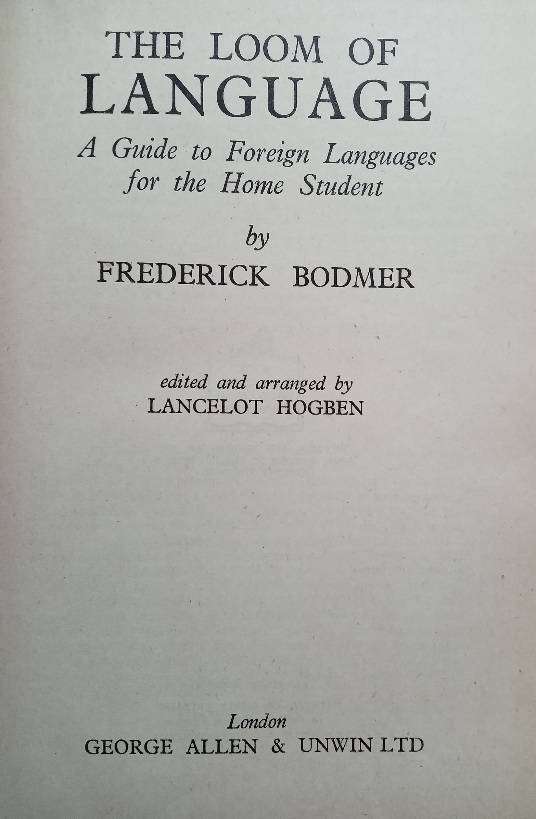 THE LOOM OF
LANGUAGE
A Guide to Foreign Languages
for the Home Student
by
FREDERICK BODMER
edited and arranged by
LANCELOT HOGBEN
London
GEORGE ALLEN & UNWIN LTD